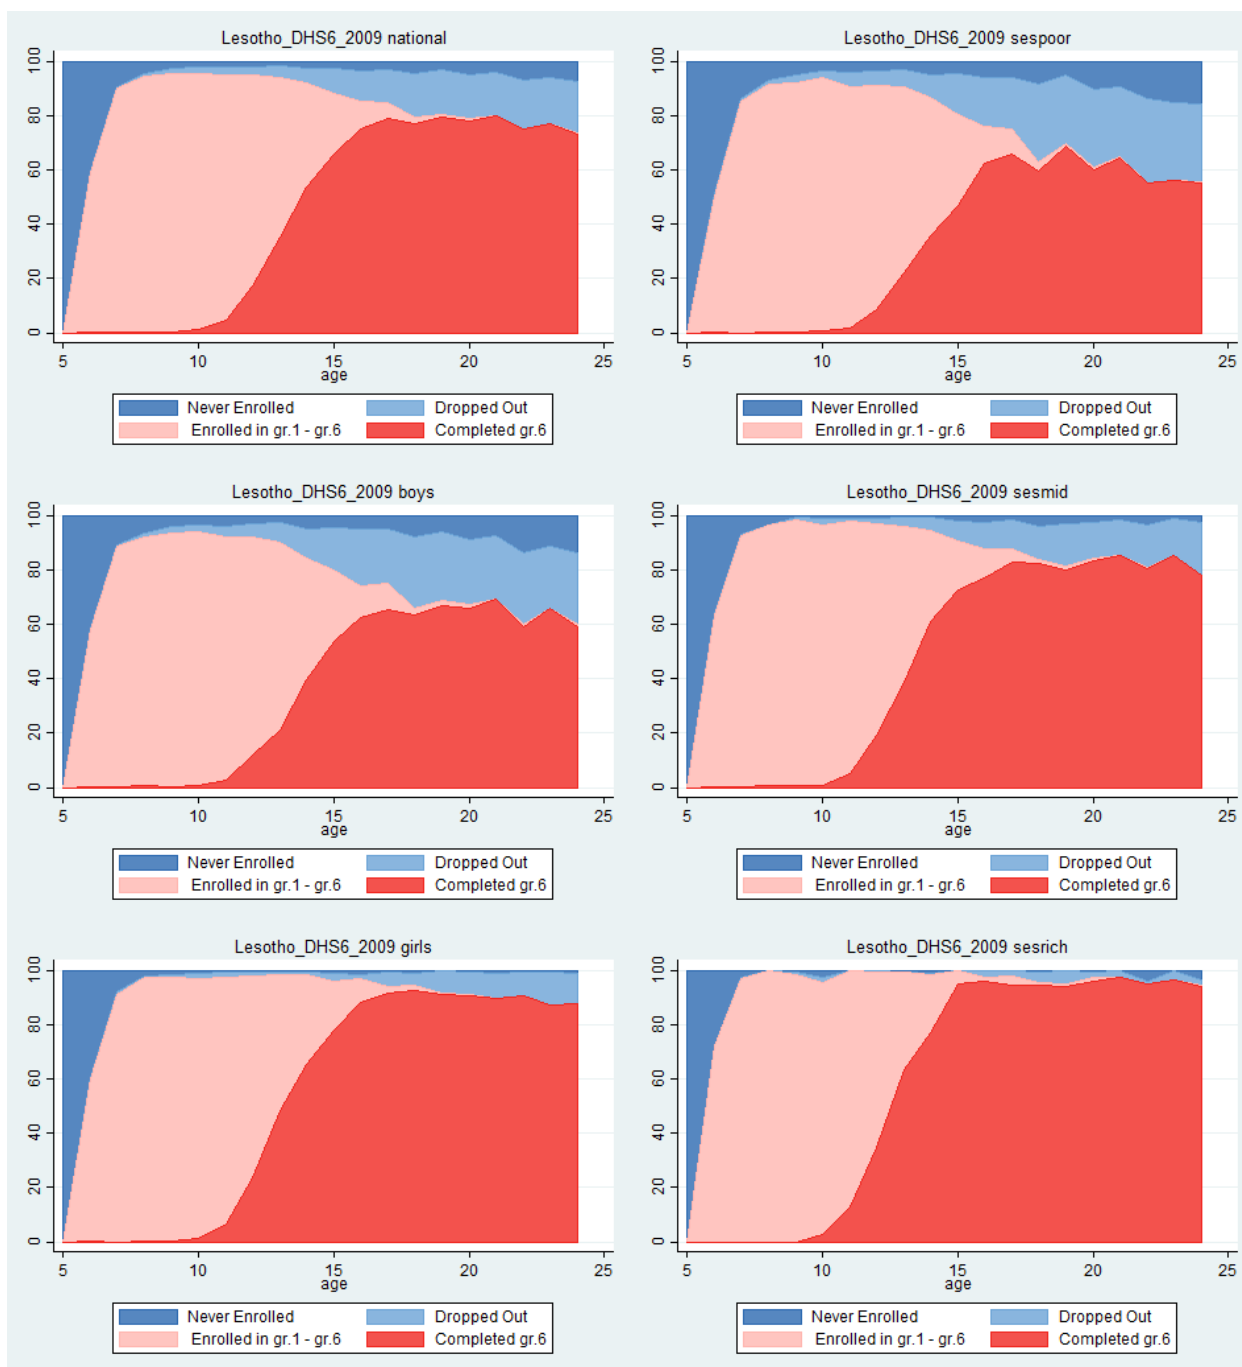 Lesotho_DHS6_2009 national
100
80
60
40
20
0
5 10 15 20 25
age
Never Enrolled Dropped Out
Enrolled in gr.1 - gr.6 Completed gr.6
Lesotho_DHS6_2009 sespoor
100
80
60
40
20
0
5 10 15 20 25
age
Never Enrolled Dropped Out
Enrolled in gr.1 - gr.6 Completed gr.6
Lesotho_DHS6_2009 boys
100
80
60
40
20
0
5 10 15 20 25
age
Never Enrolled Dropped Out
Enrolled in gr.1 - gr.6 Completed gr.6
Lesotho_DHS6_2009 sesmid
100
80
60
40
20
0
5 10 15 20 25
age
Never Enrolled Dropped Out
Enrolled in gr.1 - gr.6 Completed gr.6
Lesotho_DHS6_2009 girls
100
80
60
40
20
0
5 10 15 20 25
age
Never Enrolled Dropped Out
Enrolled in gr.1 - gr.6 Completed gr.6
Lesotho_DHS6_2009 sesrich
100
80
60
40
20
0
5 10 15 20 25
age
Never Enrolled Dropped Out
Enrolled in gr.1 - gr.6 Completed gr.6